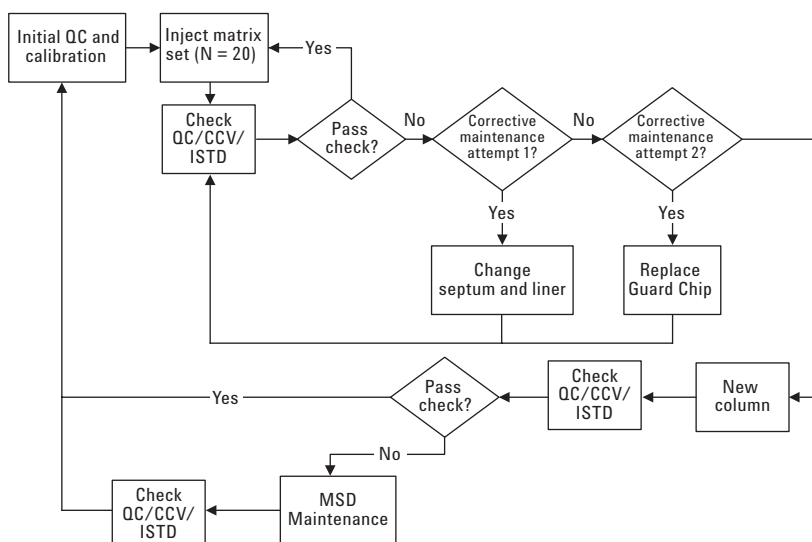 Initial QC and
calibration
Inject matrix
set (N = 20)
Yes
Check
QC/CCV/
ISTD
Pass
check?
No
Corrective
maintenance
attempt 1?
No
Corrective
maintenance
attempt 2?
Yes
Yes
Change
septum and liner
Replace
Guard Chip
Yes
Pass
check?
Check
QC/CCV/
ISTD
New
column
No
Check
QC/CCV/
ISTD
MSD
Maintenance